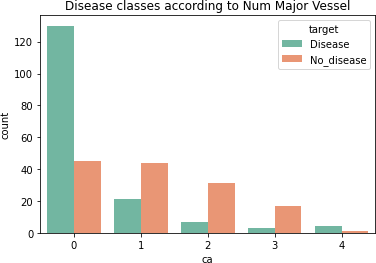 Disease classes according to Num Major Vessel
target
Disease
No_disease
count
120
100
80
60
40
20
0
0 1 2 3 4
ca